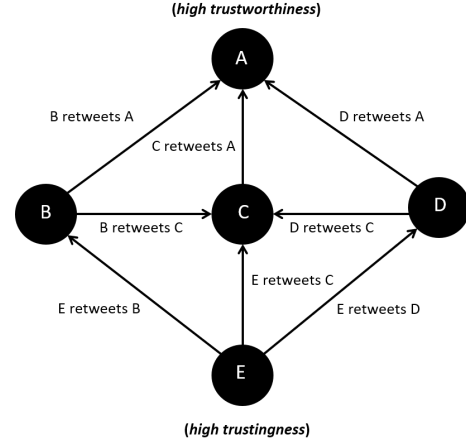 (high trustworthiness)
A
B retweets A
D retweets A
C retweets A
B
C
D
B retweets C
D retweets C
E retweets C
E retweets B
E retweets D
E
(high trustingness)